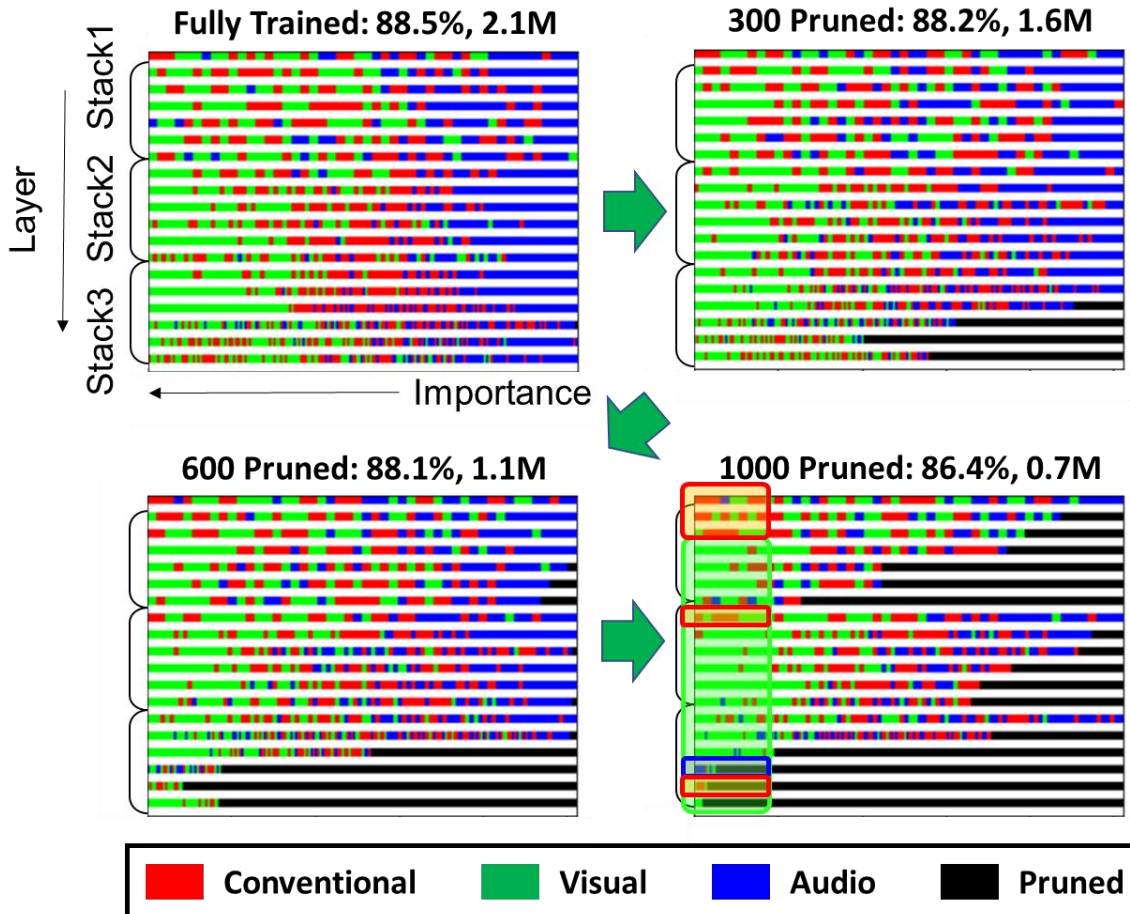 Fully Trained: 88.5%, 2.1M
300 Pruned: 88.2%, 1.6M
Layer
Stack1
Stack2
Stack3
Importance
600 Pruned: 88.1%, 1.1M
1000 Pruned: 86.4%, 0.7M
Conventional
Visual
Audio
Pruned